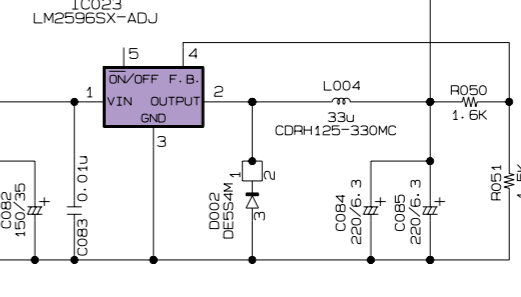 IC023
LM2596SX-ADJ
5
4
ON/OFF F.B.
1
VIN OUTPUT
2
GND
3
L004
33u
CDRH125-330MC
R050
1.6K
C082
150/35
+
0.01u
C083
D002
DE5S4M
1
2
3
C084
220/6.3
+
C085
220/6.3
+
R051